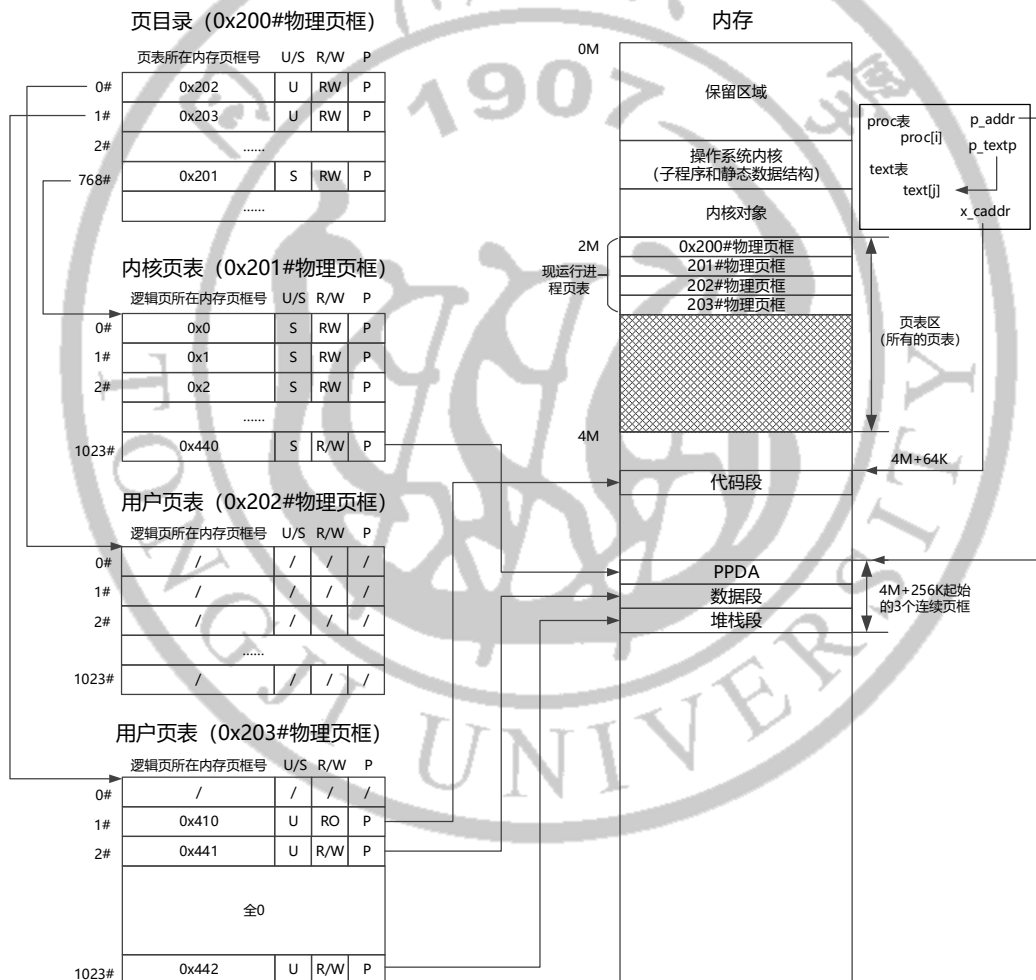 页目录（0x200#物理页框）
页表所在内存页框号 U/S R/W P
0# 0x202 U RW P
1# 0x203 U RW P
2# ......
768# 0x201 S RW P
......
内核页表（0x201#物理页框）
逻辑页所在内存页框号 U/S R/W P
0# 0x0 S RW P
1# 0x1 S RW P
2# 0x2 S RW P
......
1023# 0x440 S R/W P
用户页表（0x202#物理页框）
逻辑页所在内存页框号 U/S R/W P
0# / / / /
1# / / / /
2# / / / /
......
1023# / / / /
用户页表（0x203#物理页框）
逻辑页所在内存页框号 U/S R/W P
0# / / / /
1# 0x410 U RO P
2# 0x441 U R/W P
全0
1023# 0x442 U R/W P
内存
0M
保留区域
操作系统内核
（子程序和静态数据结构）
内核对象
2M
0x200#物理页框
201#物理页框
202#物理页框
203#物理页框
现运行进
程页表
页表区
（所有的页表）
4M
4M+64K
代码段
PPDA
数据段
堆栈段
4M+256K起始
的3个连续页框
proc表 p_addr
proc[i]
p_textp
text表
text[j]
x_caddr
1907
TONGJI UNIVERSITY